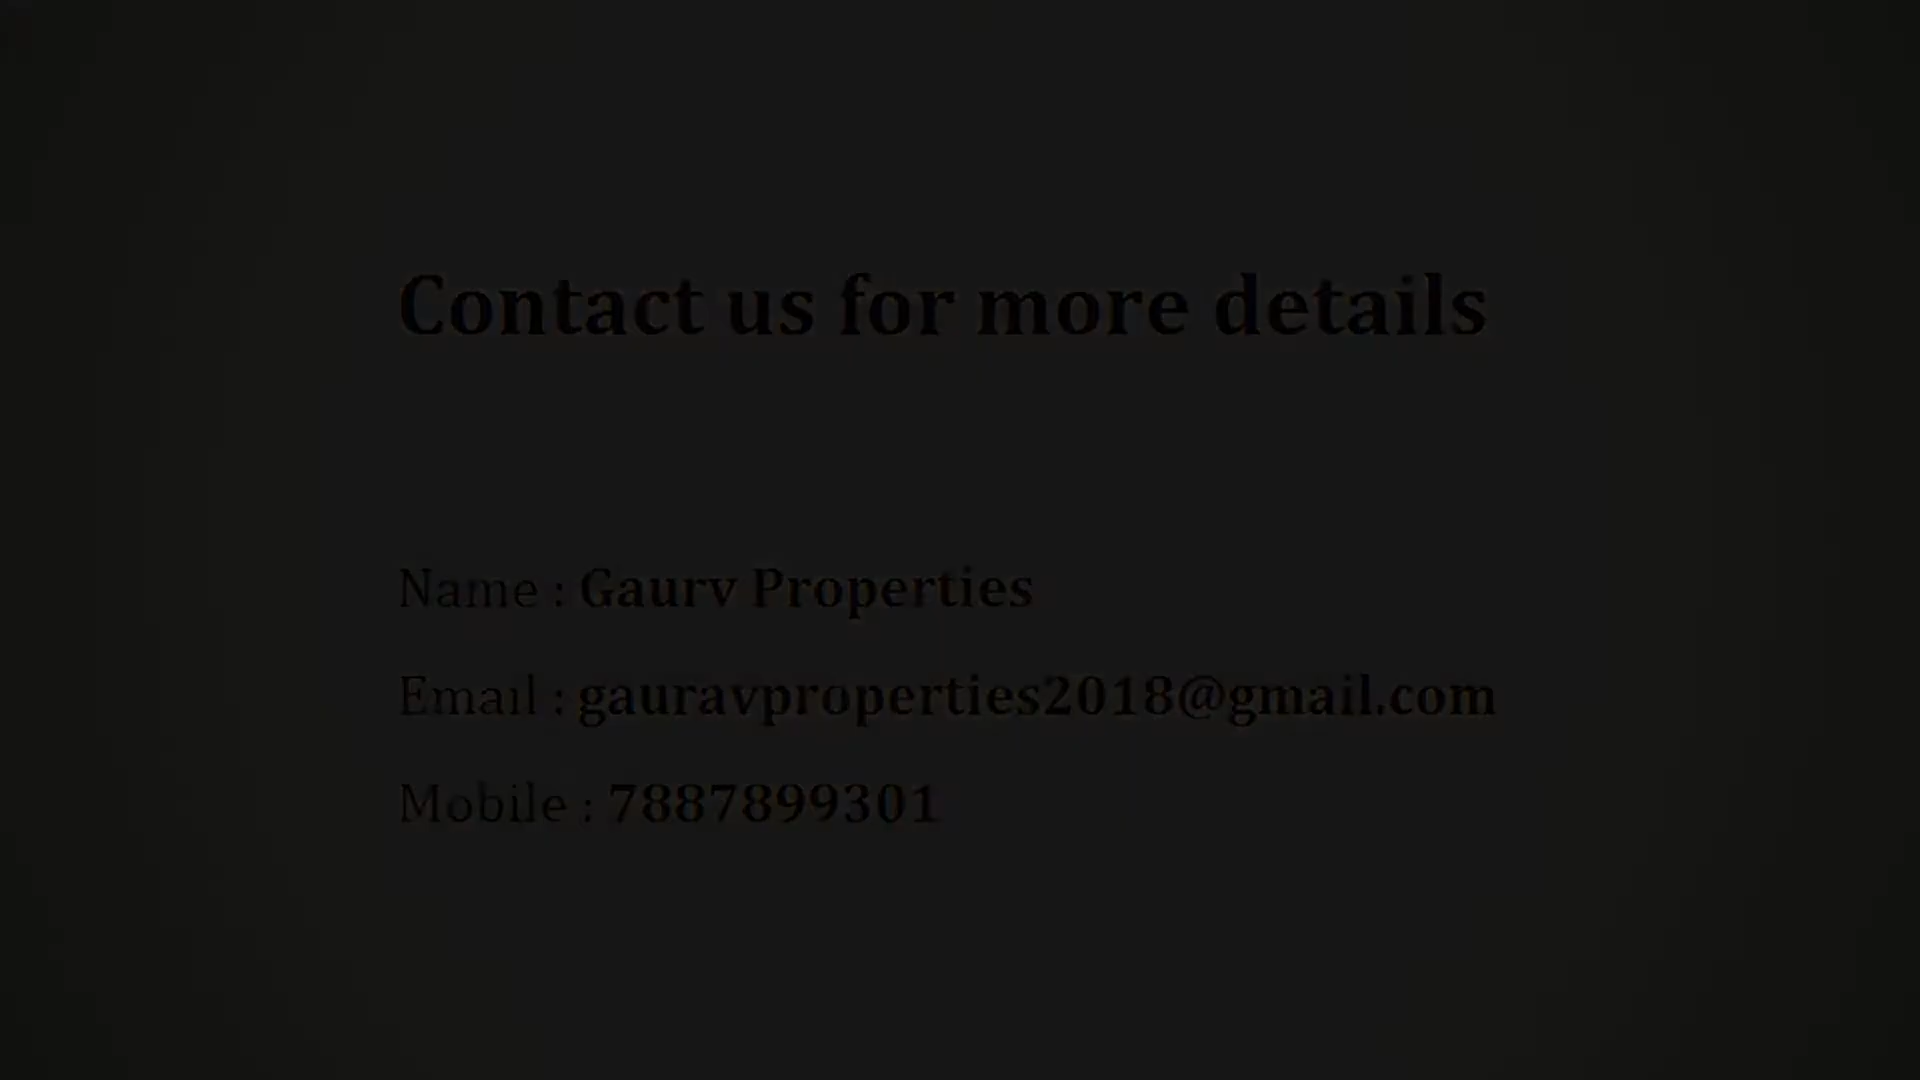 Contact us for more details
Name : Gaurv Properties
Email : gauravproperties2018@gmail.com
Mobile : 7887899301